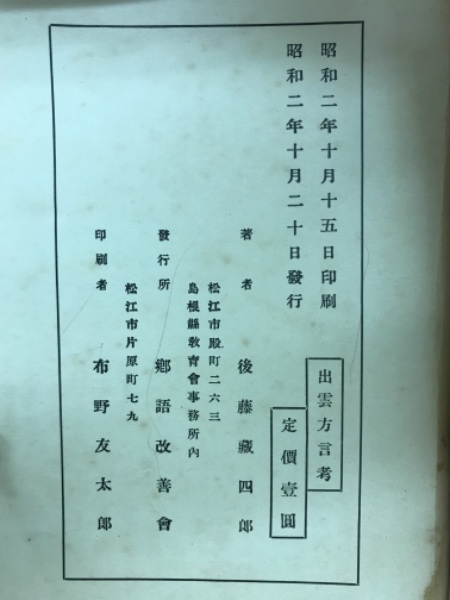 昭和二年十月十五日印刷
昭和二年十月二十日發行
出雲方言考
定價壹圓
著者 後藤藏四郎
松江市殿町二六三
島根縣敎育會事務所內
發行所 鄕語改善會
松江市片原町七九
印刷者 布野友太郎